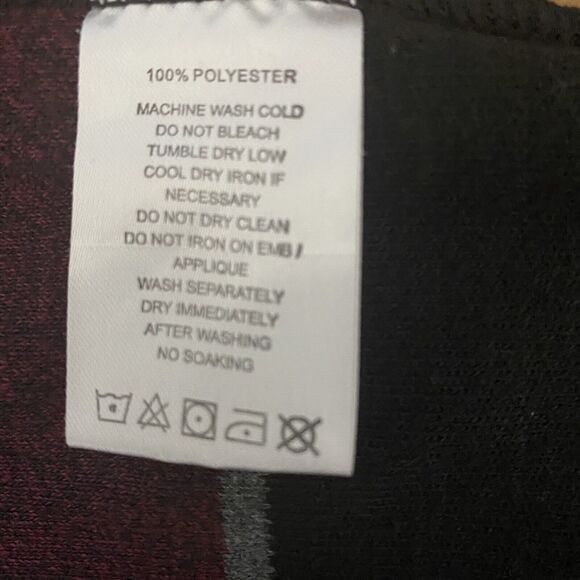 100% POLYESTER
MACHINE WASH COLD
DO NOT BLEACH
TUMBLE DRY LOW
COOL DRY IRON IF
NECESSARY
DO NOT DRY CLEAN
DO NOT IRON ON EMB /
APPLIQUE
WASH SEPARATELY
DRY IMMEDIATELY
AFTER WASHING
NO SOAKING